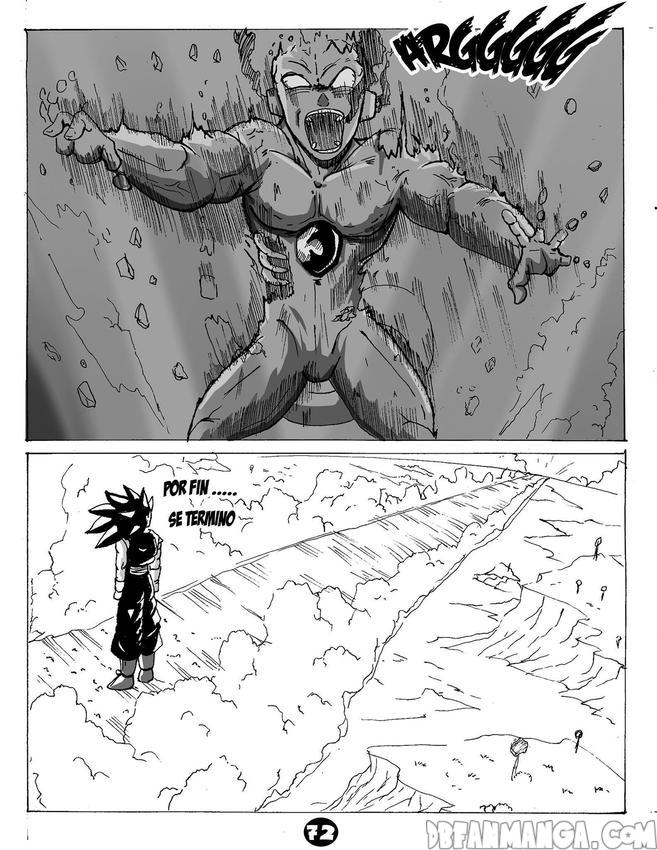 ARGGGGG
POR FIN .....
SE TERMINO
72
DBFANMANGA.COM